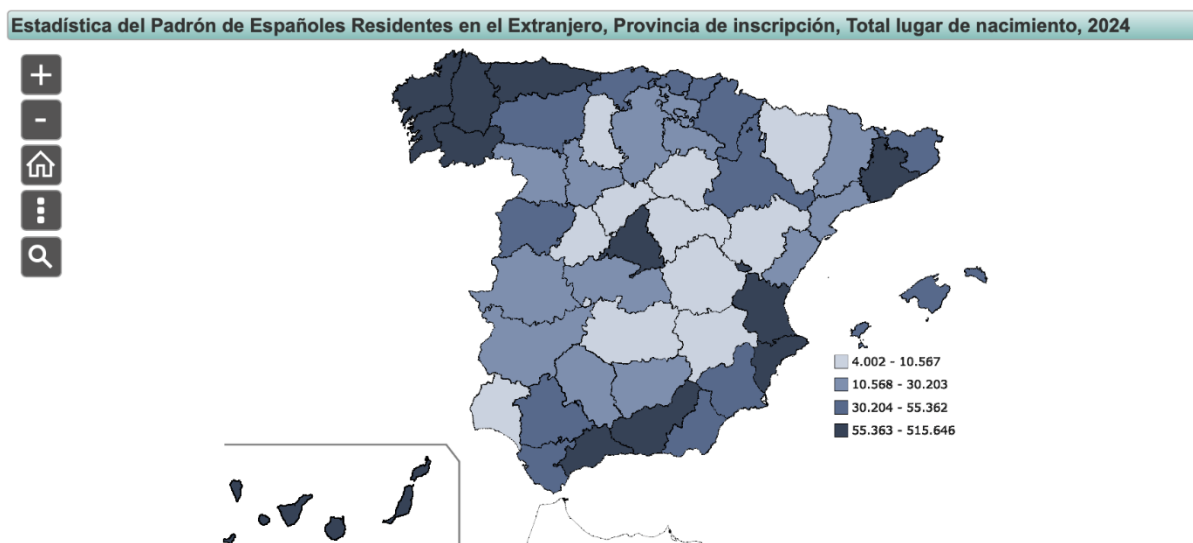 Estadística del Padrón de Españoles Residentes en el Extranjero, Provincia de inscripción, Total lugar de nacimiento, 2024
+
-
4.002 - 10.567
10.568 - 30.203
30.204 - 55.362
55.363 - 515.646